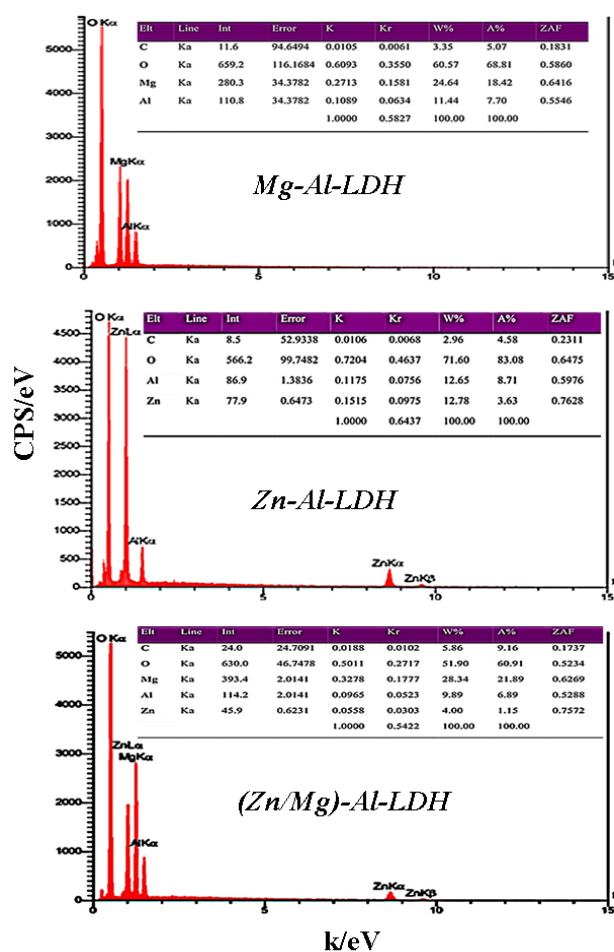 O Kα
Elt Line Int Error K Kr W% A% ZAF
C Ka 11.6 94.6494 0.0105 0.0061 3.35 5.07 0.1831
O Ka 659.2 116.1684 0.6093 0.3550 60.57 68.81 0.5860
Mg Ka 280.3 34.3782 0.2713 0.1581 24.64 18.42 0.6416
Al Ka 110.8 34.3782 0.1089 0.0634 11.44 7.70 0.5546
1.0000 0.5827 100.00 100.00
5000
4000
3000
2000
1000
0
MgKα
AlKα
Mg-Al-LDH
0 5 10 15
O Kα
ZnLα
Elt Line Int Error K Kr W% A% ZAF
C Ka 8.5 52.9338 0.0106 0.0068 2.96 4.58 0.2311
O Ka 566.2 99.7482 0.7204 0.4637 71.60 83.08 0.6475
Al Ka 86.9 1.3836 0.1175 0.0756 12.65 8.71 0.5976
Zn Ka 77.9 0.6473 0.1515 0.0975 12.78 3.63 0.7628
1.0000 0.6437 100.00 100.00
4500
4000
3500
3000
2500
2000
1500
1000
500
0
CPS/eV
Zn-Al-LDH
AlKα
ZnKα
ZnKβ
0 5 10 15
O Kα
Elt Line Int Error K Kr W% A% ZAF
C Ka 24.0 24.7091 0.0188 0.0102 5.86 9.16 0.1737
O Ka 630.0 46.7478 0.5011 0.2717 51.90 60.91 0.5234
Mg Ka 393.4 2.0141 0.3278 0.1777 28.34 21.89 0.6269
Al Ka 114.2 2.0141 0.0965 0.0523 9.89 6.89 0.5288
Zn Ka 45.9 0.6231 0.0558 0.0303 4.00 1.15 0.7572
1.0000 0.5422 100.00 100.00
5000
4000
3000
2000
1000
0
ZnLα
MgKα
AlKα
(Zn/Mg)-Al-LDH
ZnKα
ZnKβ
0 5 10 15
k/eV